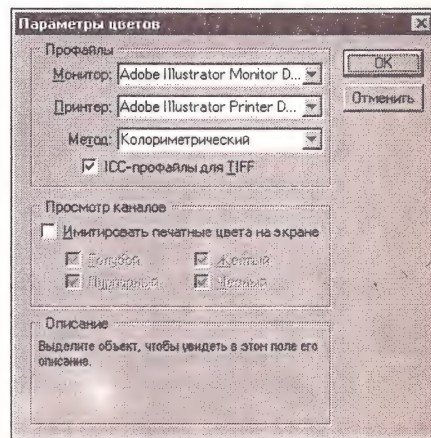 Параметры цветов
Профайлы
Монитор: Adobe Illustrator Monitor D...
Принтер: Adobe Illustrator Printer D...
Метод: Колориметрический
ICC-профайлы для TIFF
OK
Отменить
Просмотр каналов
Имитировать печатные цвета на экране
Голубой Желтый
Пурпурный Черный
Описание
Выделите объект, чтобы увидеть в этом поле его
описание.